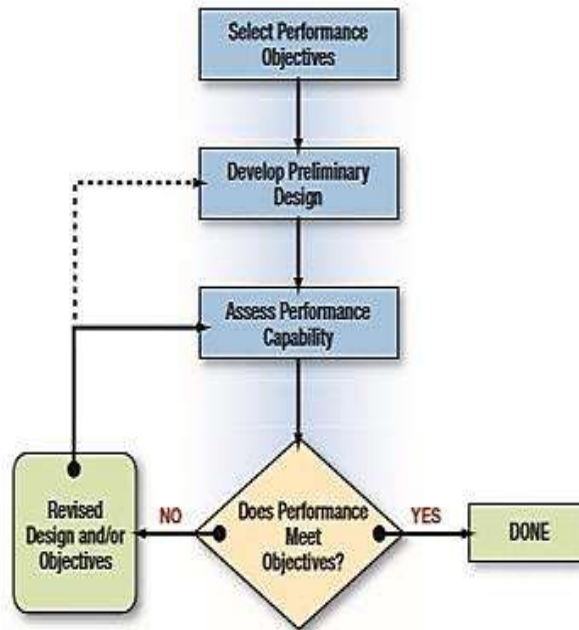 Select Performance
Objectives
Develop Preliminary
Design
Assess Performance
Capability
Does Performance
Meet
Objectives?
NO
YES
Revised
Design and/or
Objectives
DONE